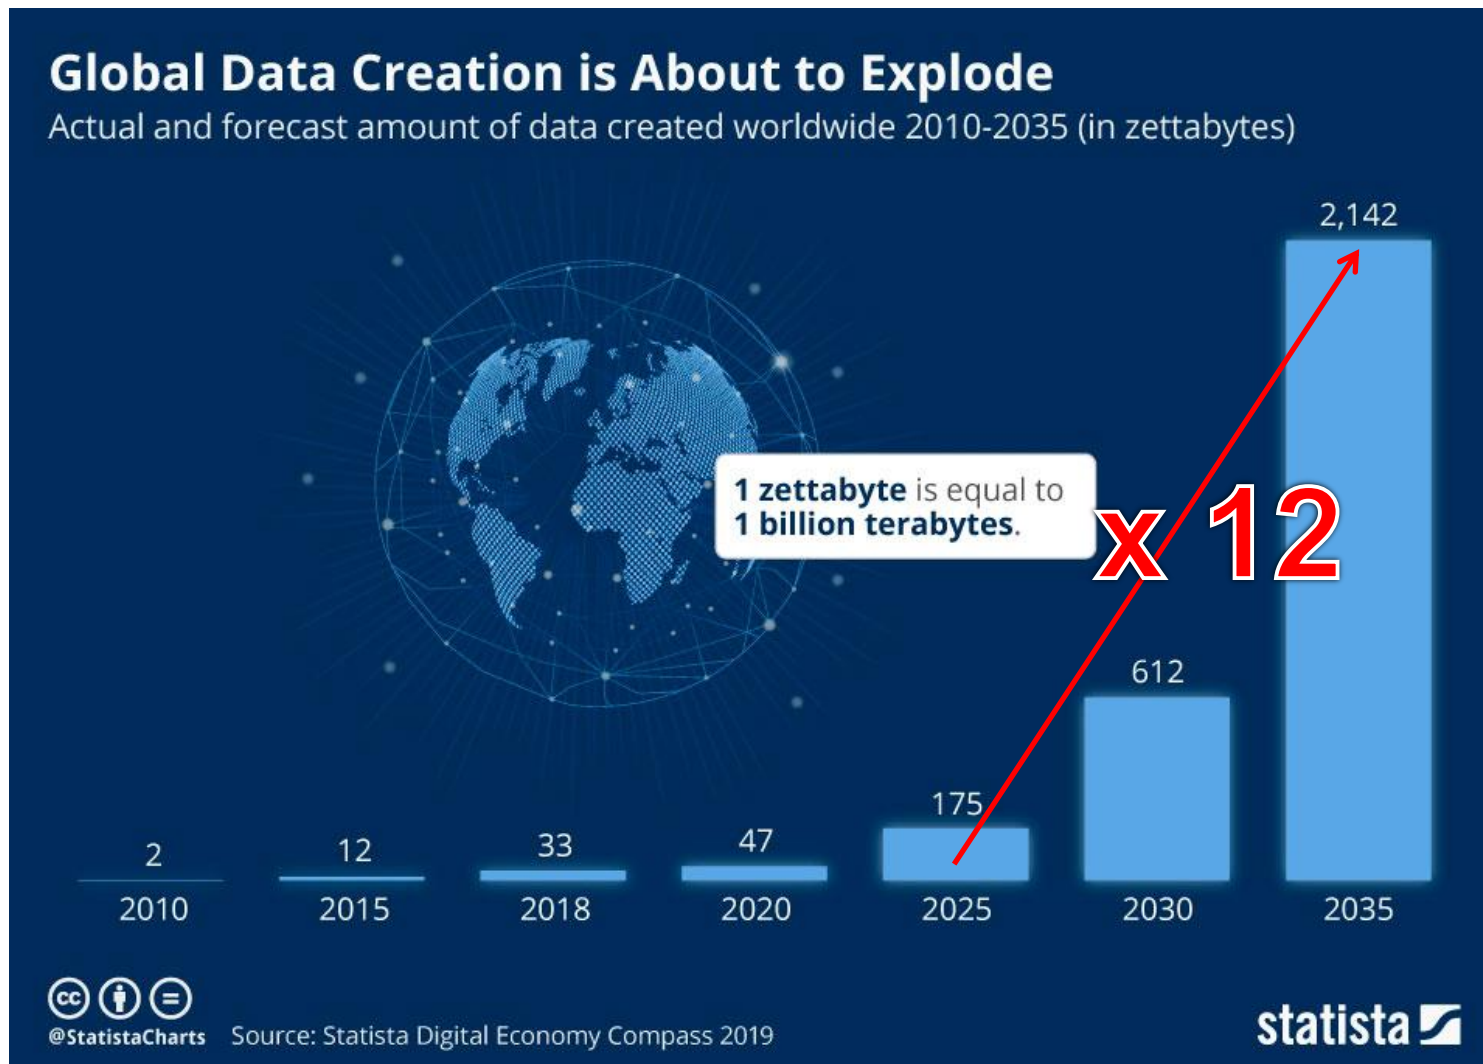 Global Data Creation is About to Explode
Actual and forecast amount of data created worldwide 2010-2035 (in zettabytes)
2,142
1 zettabyte is equal to
1 billion terabytes.
x 12
612
175
47
33
12
2
2010 2015 2018 2020 2025 2030 2035
cc
@StatistaCharts Source: Statista Digital Economy Compass 2019
statista